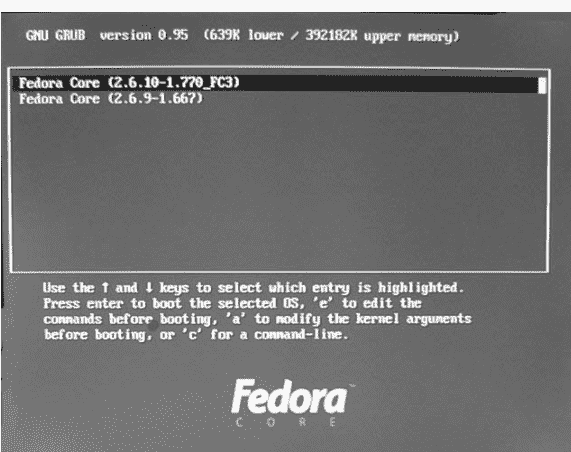 GNU GRUB version 0.95 (639K lower / 392182K upper memory)
Fedora Core (2.6.10-1.770_FC3)
Fedora Core (2.6.9-1.667)
Use the ↑ and ↓ keys to select which entry is highlighted.
Press enter to boot the selected OS, 'e' to edit the
commands before booting, 'a' to modify the kernel arguments
before booting, or 'c' for a command-line.
Fedora™
CORE